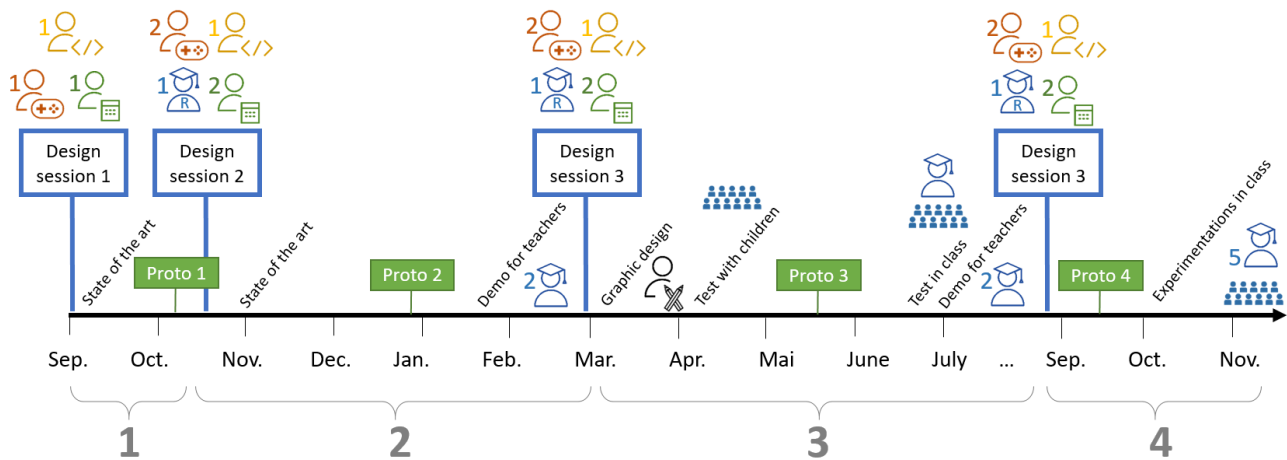 1 </>
2 1 </>
2 1 </>
2 1 </>
1 1
1 R 2
1 R 2
1 R 2
Design
session 1
Design
session 2
Design
session 3
Design
session 3
State of the art
Proto 1
State of the art
Proto 2
Demo for teachers
2
Graphic design
Test with children
Proto 3
Test in class
Demo for teachers
2
Proto 4
Experimentations in class
5
Sep. Oct. Nov. Dec. Jan. Feb. Mar. Apr. Mai June July ... Sep. Oct. Nov.
1 2 3 4